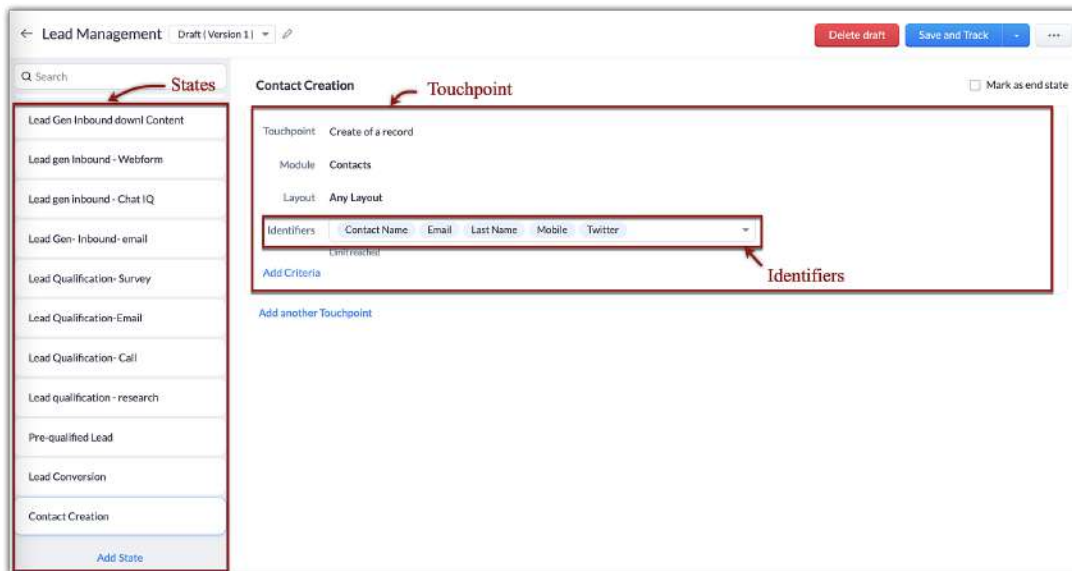 ← Lead Management Draft ( Version 1 )
Delete draft
Save and Track
...
Search
States
Lead Gen Inbound downl Content
Lead gen Inbound - Webform
Lead gen inbound - Chat IQ
Lead Gen- Inbound- email
Lead Qualification- Survey
Lead Qualification-Email
Lead Qualification- Call
Lead qualification - research
Pre-qualified Lead
Lead Conversion
Contact Creation
Add State
Contact Creation
Touchpoint
Mark as end state
Touchpoint Create of a record
Module Contacts
Layout Any Layout
Identifiers Contact Name Email Last Name Mobile Twitter
Limit reached
Identifiers
Add Criteria
Add another Touchpoint